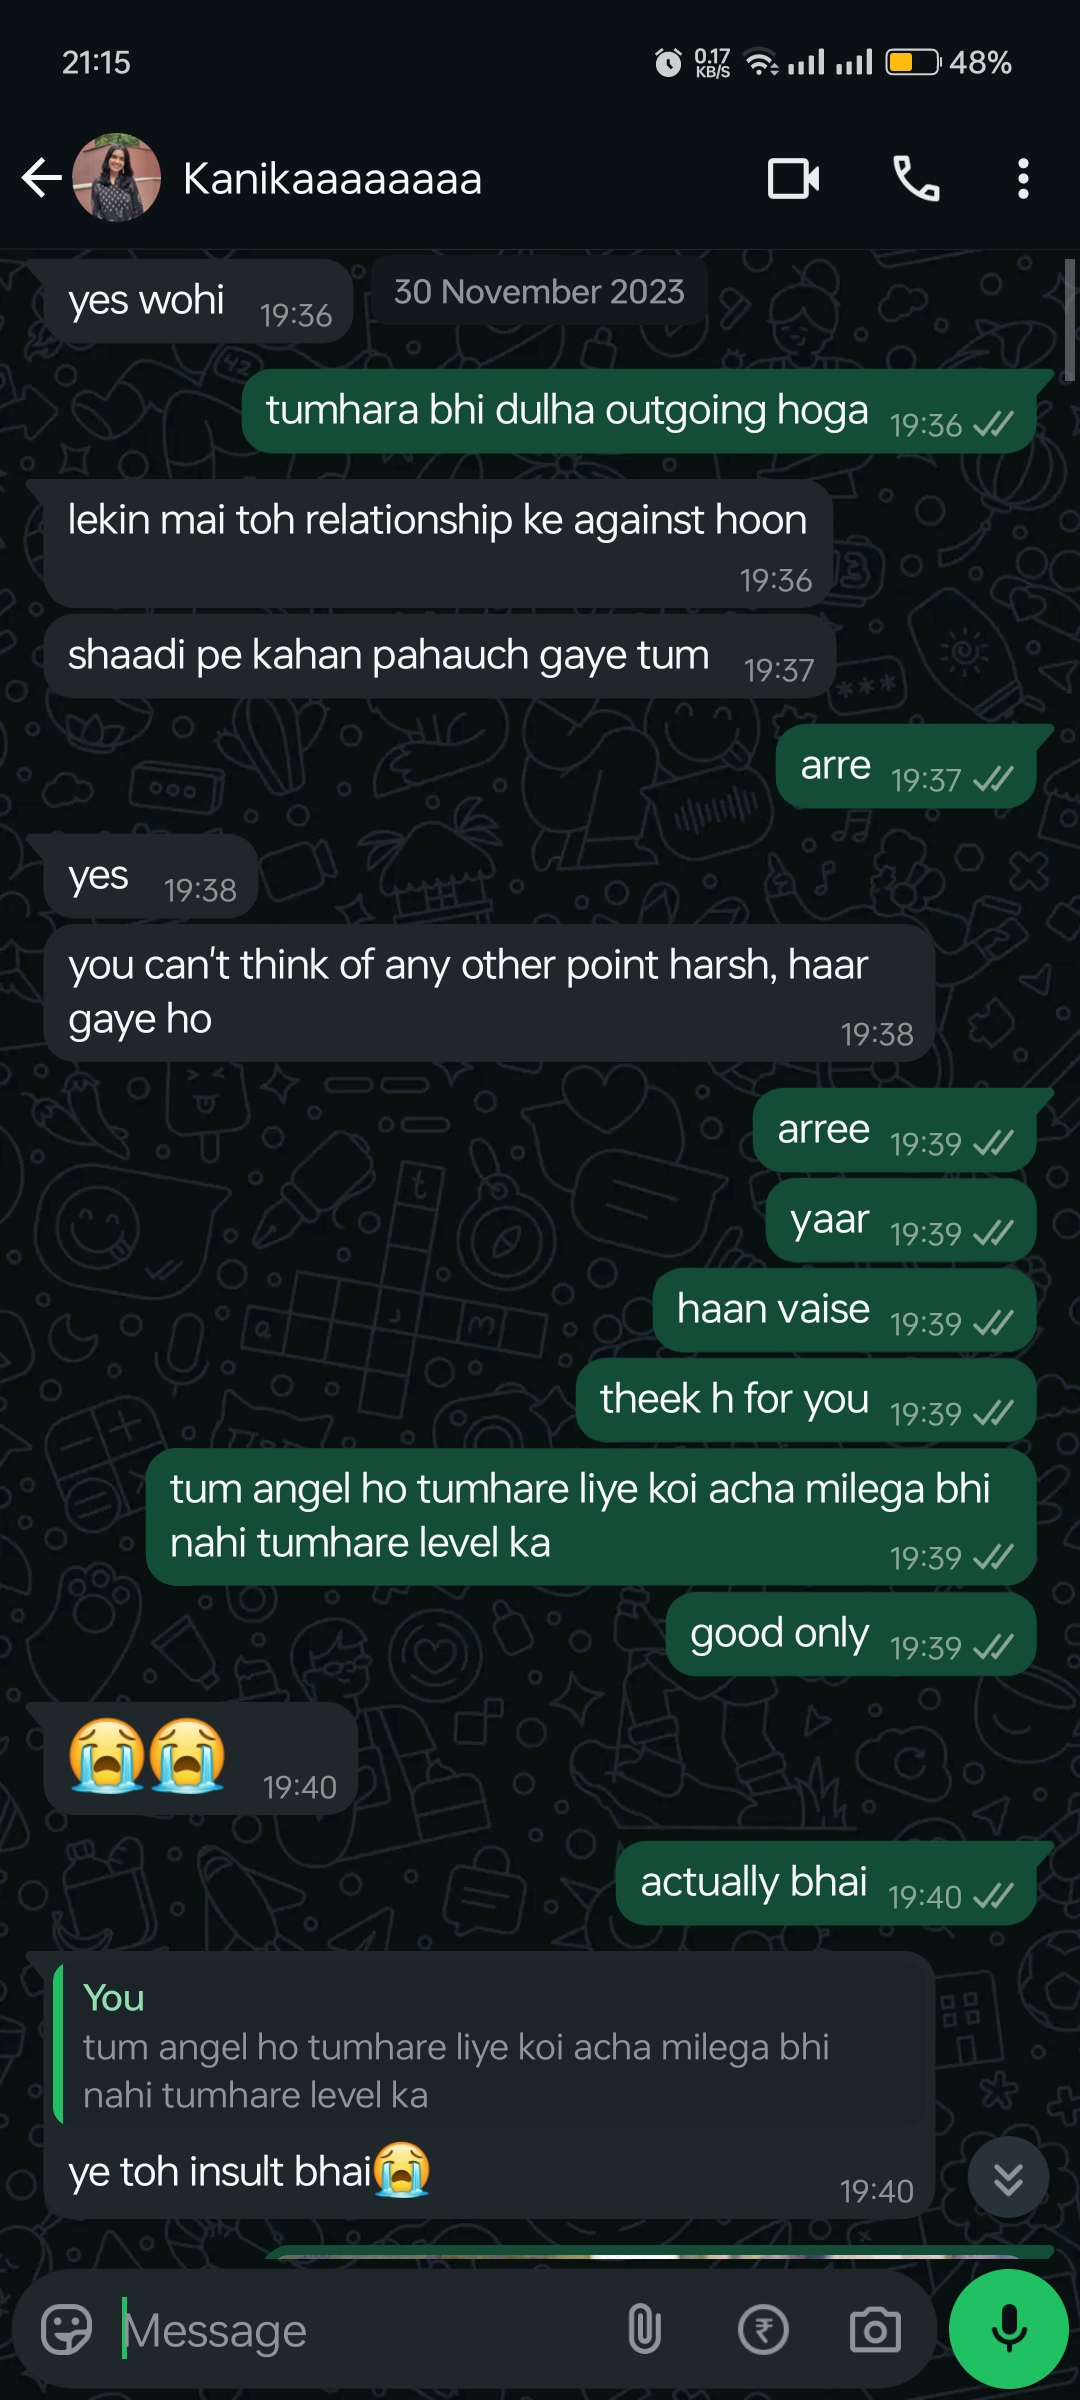 21:15
0.17
KB/S
48%
Kanikaaaaaaaa
30 November 2023
yes wohi 19:36
tumhara bhi dulha outgoing hoga 19:36
lekin mai toh relationship ke against hoon
19:36
shaadi pe kahan pahauch gaye tum 19:37
arre 19:37
yes 19:38
you can't think of any other point harsh, haar
gaye ho 19:38
arree 19:39
yaar 19:39
haan vaise 19:39
theek h for you 19:39
tum angel ho tumhare liye koi acha milega bhi
nahi tumhare level ka 19:39
good only 19:39
😭😭 19:40
actually bhai 19:40
You
tum angel ho tumhare liye koi acha milega bhi
nahi tumhare level ka
ye toh insult bhai😭 19:40
Message